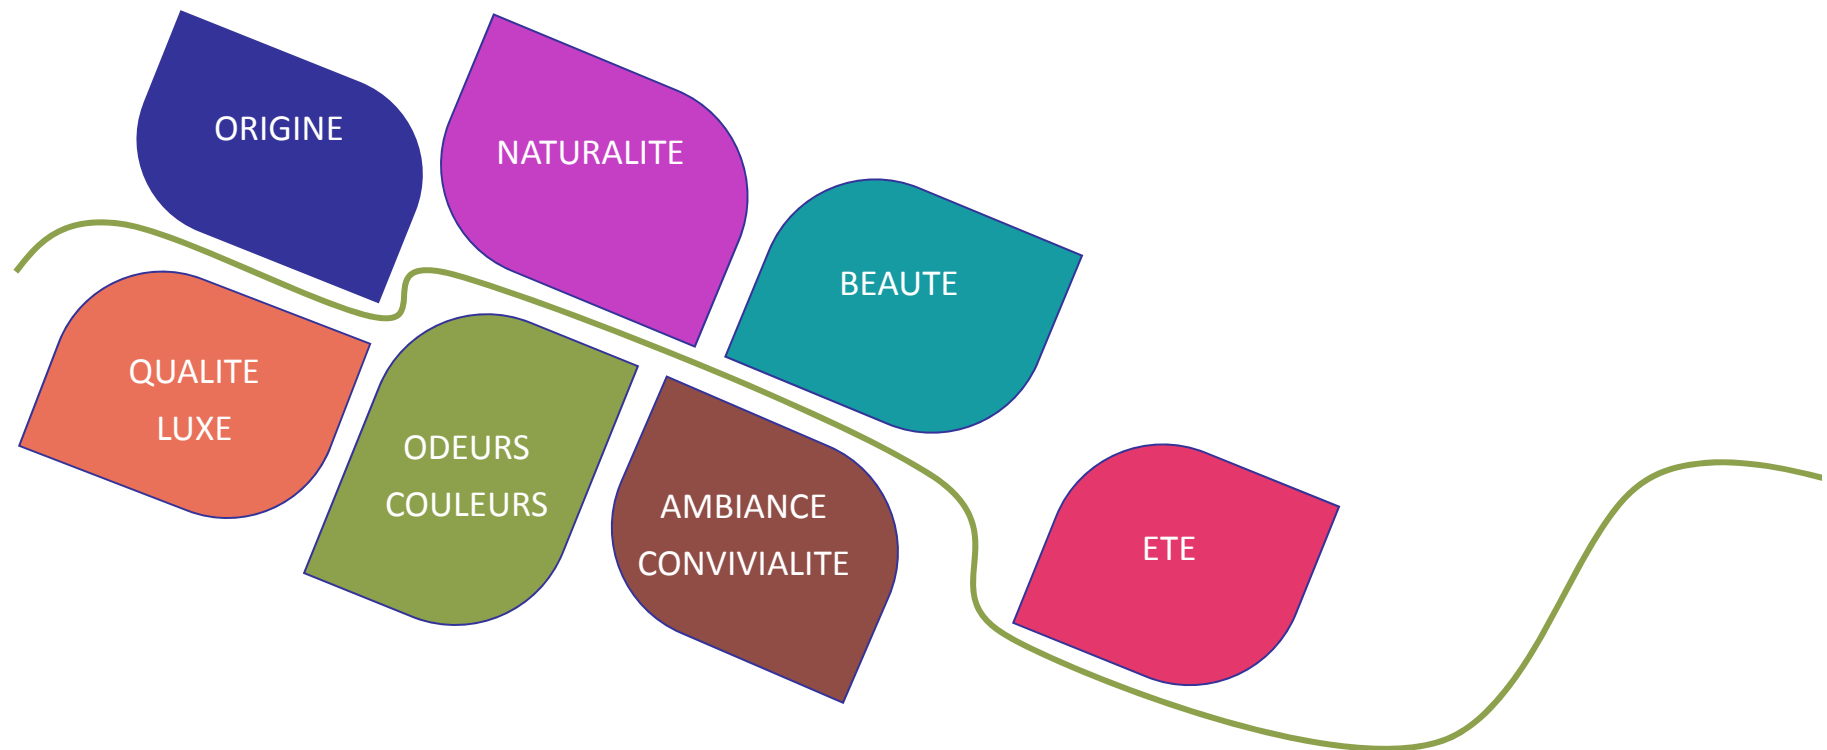 ORIGINE
NATURALITE
BEAUTE
QUALITE
LUXE
ODEURS
COULEURS
AMBIANCE
CONVIVIALITE
ETE